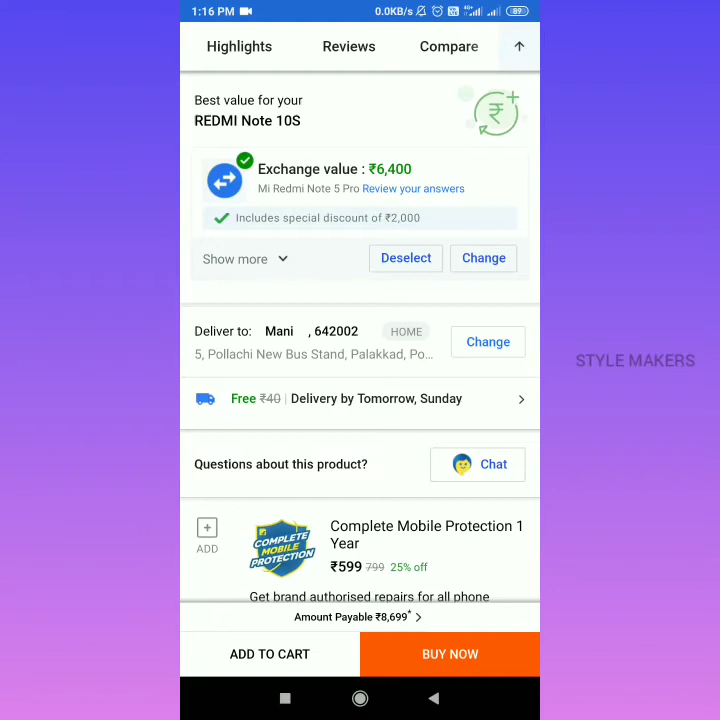 1:16 PM 0.0KB/s 4G+ 89
Highlights Reviews Compare
Best value for your
REDMI Note 10S
Exchange value : ₹6,400
Mi Redmi Note 5 Pro Review your answers
Includes special discount of ₹2,000
Show more Deselect Change
Deliver to: Mani , 642002 HOME Change
5, Pollachi New Bus Stand, Palakkad, Po...
Free ₹40 | Delivery by Tomorrow, Sunday
STYLE MAKERS
Questions about this product? Chat
ADD
COMPLETE
MOBILE
PROTECTION
Complete Mobile Protection 1
Year
₹599 799 25% off
Get brand authorised repairs for all phone
Amount Payable ₹8,699*
ADD TO CART BUY NOW